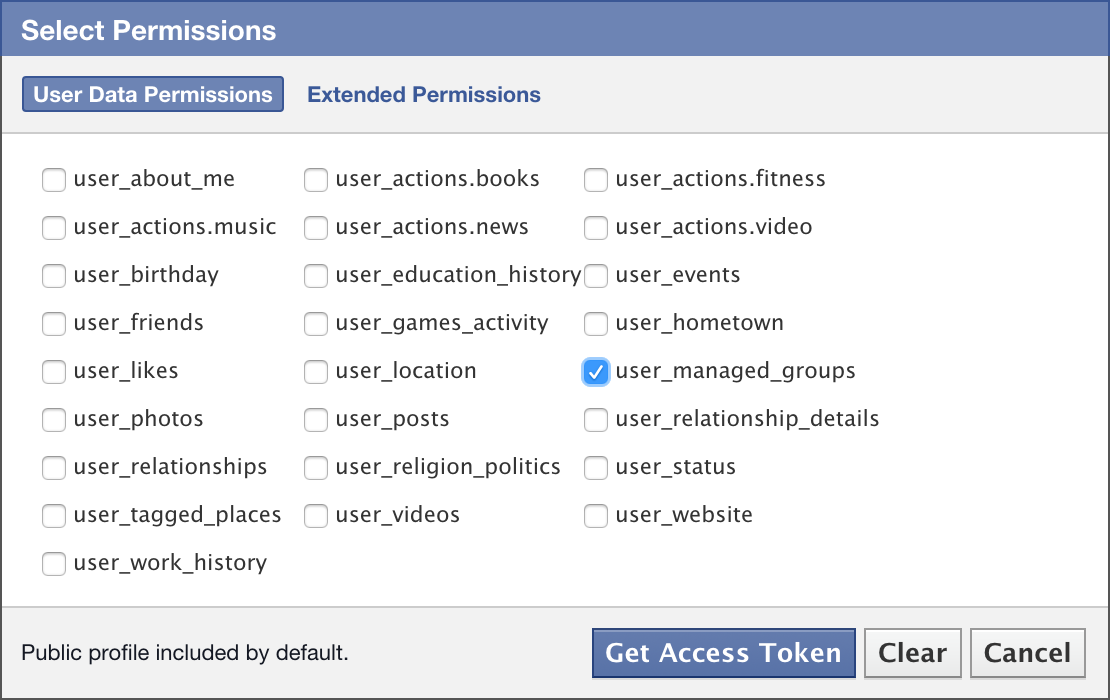 Select Permissions
User Data Permissions Extended Permissions
user_about_me user_actions.books user_actions.fitness
user_actions.music user_actions.news user_actions.video
user_birthday user_education_history user_events
user_friends user_games_activity user_hometown
user_likes user_location user_managed_groups
user_photos user_posts user_relationship_details
user_relationships user_religion_politics user_status
user_tagged_places user_videos user_website
user_work_history
Public profile included by default. Get Access Token Clear Cancel